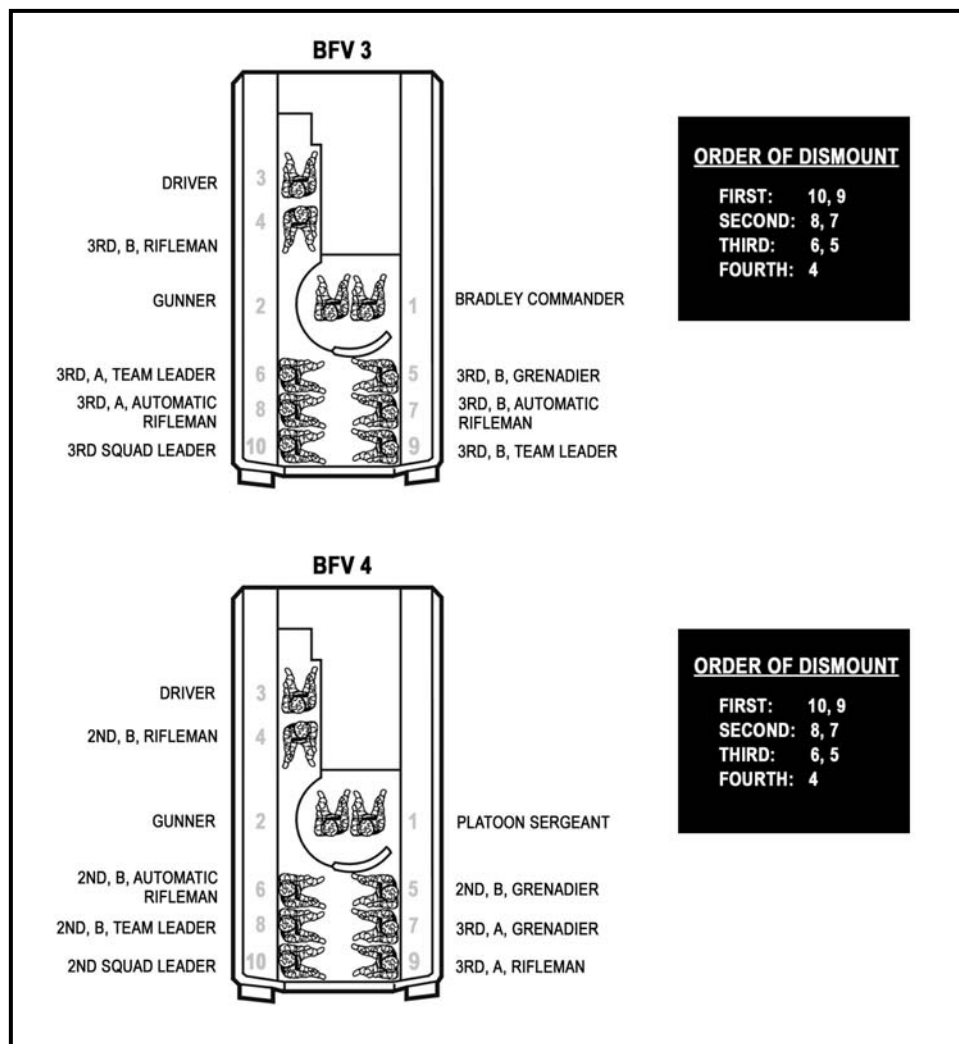 BFV 3
DRIVER
3
4
3RD, B, RIFLEMAN
GUNNER
2
1
BRADLEY COMMANDER
3RD, A, TEAM LEADER
6
5
3RD, B, GRENADIER
3RD, A, AUTOMATIC
RIFLEMAN
8
7
3RD, B, AUTOMATIC
RIFLEMAN
3RD SQUAD LEADER
10
9
3RD, B, TEAM LEADER
ORDER OF DISMOUNT
FIRST: 10, 9
SECOND: 8, 7
THIRD: 6, 5
FOURTH: 4
BFV 4
DRIVER
3
2ND, B, RIFLEMAN
4
GUNNER
2
1
PLATOON SERGEANT
2ND, B, AUTOMATIC
RIFLEMAN
6
5
2ND, B, GRENADIER
2ND, B, TEAM LEADER
8
7
3RD, A, GRENADIER
2ND SQUAD LEADER
10
9
3RD, A, RIFLEMAN
ORDER OF DISMOUNT
FIRST: 10, 9
SECOND: 8, 7
THIRD: 6, 5
FOURTH: 4